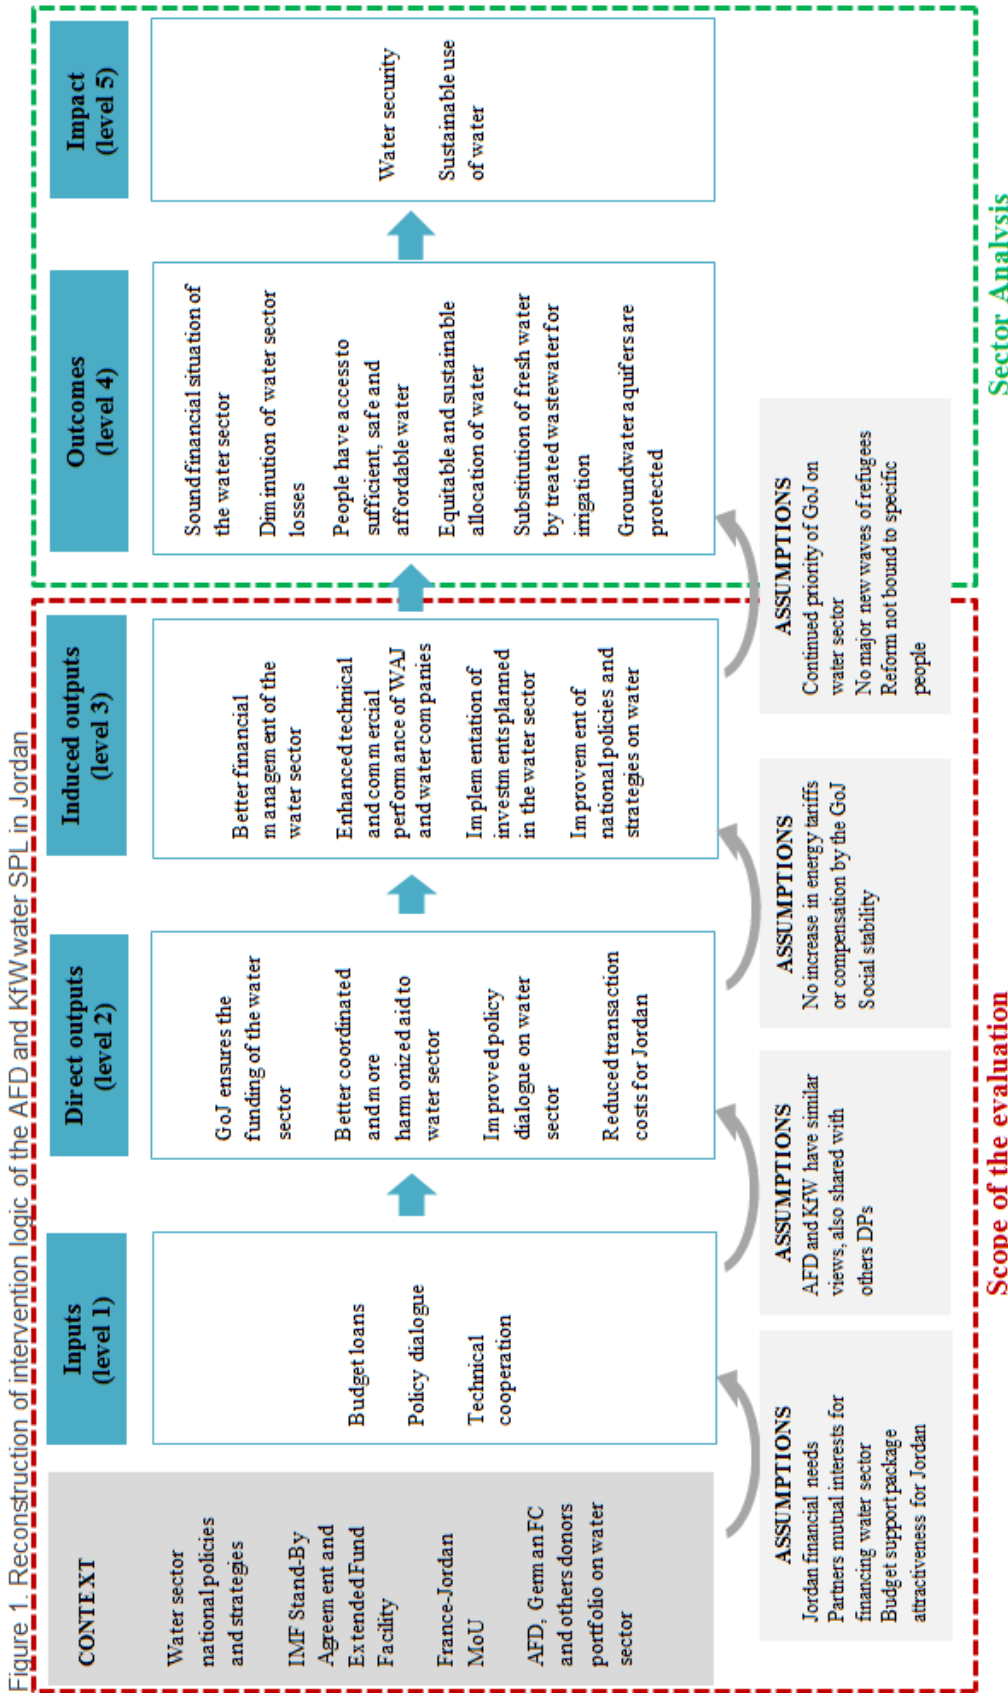 Figure 1. Reconstruction of intervention logic of the AFD and KfW water SPL in Jordan
CONTEXT
Water sector
national policies
and strategies
IMF Stand-By
Agreement and
Extended Fund
Facility
France-Jordan
MoU
AFD, German FC
and others donors
portfolio on water
sector
Inputs
(level 1)
Budget loans
Policy dialogue
Technical
cooperation
Direct outputs
(level 2)
GoJ ensures the
funding of the water
sector
Better coordinated
and more
harmonized aid to
water sector
Improved policy
dialogue on water
sector
Reduced transaction
costs for Jordan
Induced outputs
(level 3)
Better financial
management of the
water sector
Enhanced technical
and commercial
performance of WAJ
and water companies
Implementation of
investments planned
in the water sector
Improvement of
national policies and
strategies on water
Outcomes
(level 4)
Sound financial situation of
the water sector
Diminution of water sector
losses
People have access to
sufficient, safe and
affordable water
Equitable and sustainable
allocation of water
Substitution of fresh water
by treated wastewater for
irrigation
Groundwater aquifers are
protected
Impact
(level 5)
Water security
Sustainable use
of water
ASSUMPTIONS
Jordan financial needs
Partners mutual interests for
financing water sector
Budget support package
attractiveness for Jordan
ASSUMPTIONS
AFD and KfW have similar
views, also shared with
others DPs
ASSUMPTIONS
No increase in energy tariffs
or compensation by the GoJ
Social stability
ASSUMPTIONS
Continued priority of GoJ on
water sector
No major new waves of refugees
Reform not bound to specific
people
Scope of the evaluation
Sector Analysis